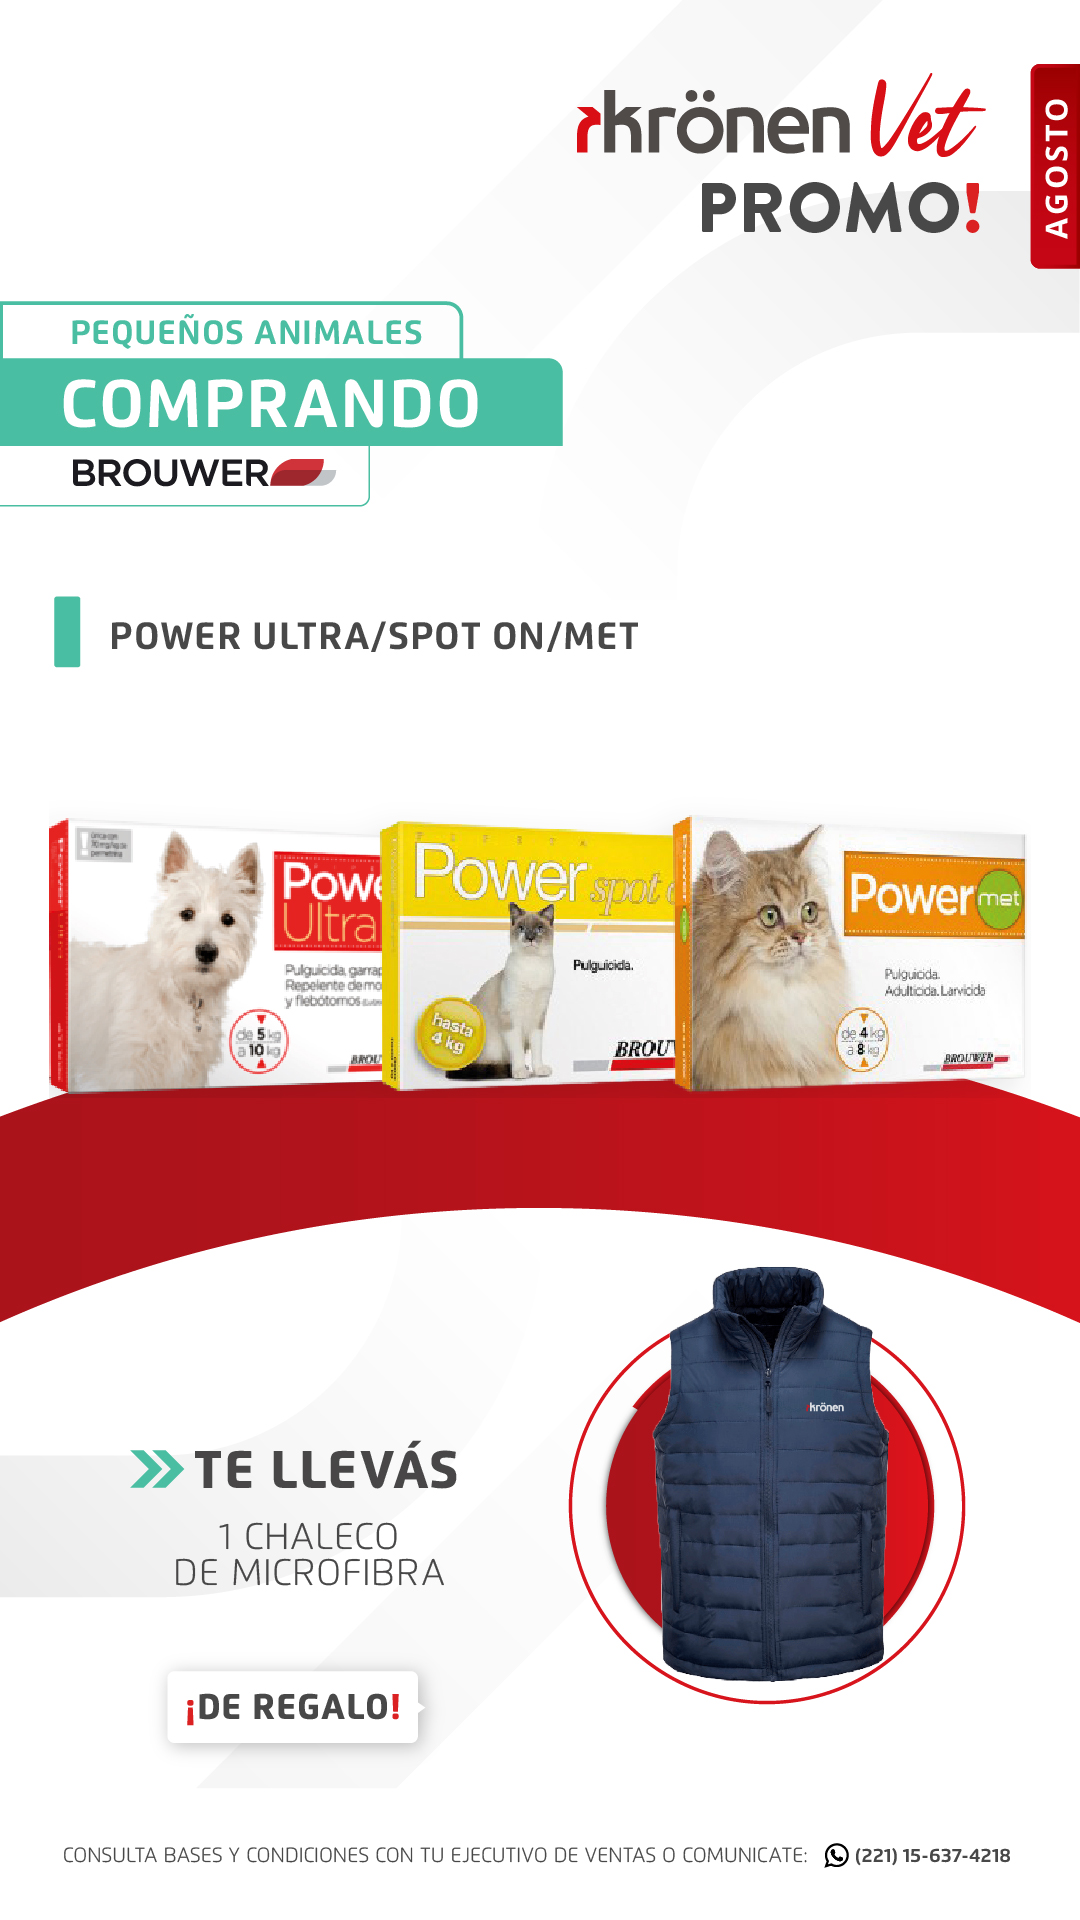 krönen Vet
PROMO!
AGOSTO
PEQUEÑOS ANIMALES
COMPRANDO
BROUWER
POWER ULTRA/SPOT ON/MET
Power
Ultra
Pulguicida, garrap
Repelente de mo
y flebótomos
de 5 kg
a 10 kg
BROU
PIPETA
Power spot
Pulguicida.
hasta
4 kg
BROUW
Power met
Pulguicida.
Adulticida. Larvicida
de 4 kg
a 8 kg
BROUWER
krönen
TE LLEVÁS
1 CHALECO
DE MICROFIBRA
¡DE REGALO!
CONSULTA BASES Y CONDICIONES CON TU EJECUTIVO DE VENTAS O COMUNICATE: (221) 15-637-4218